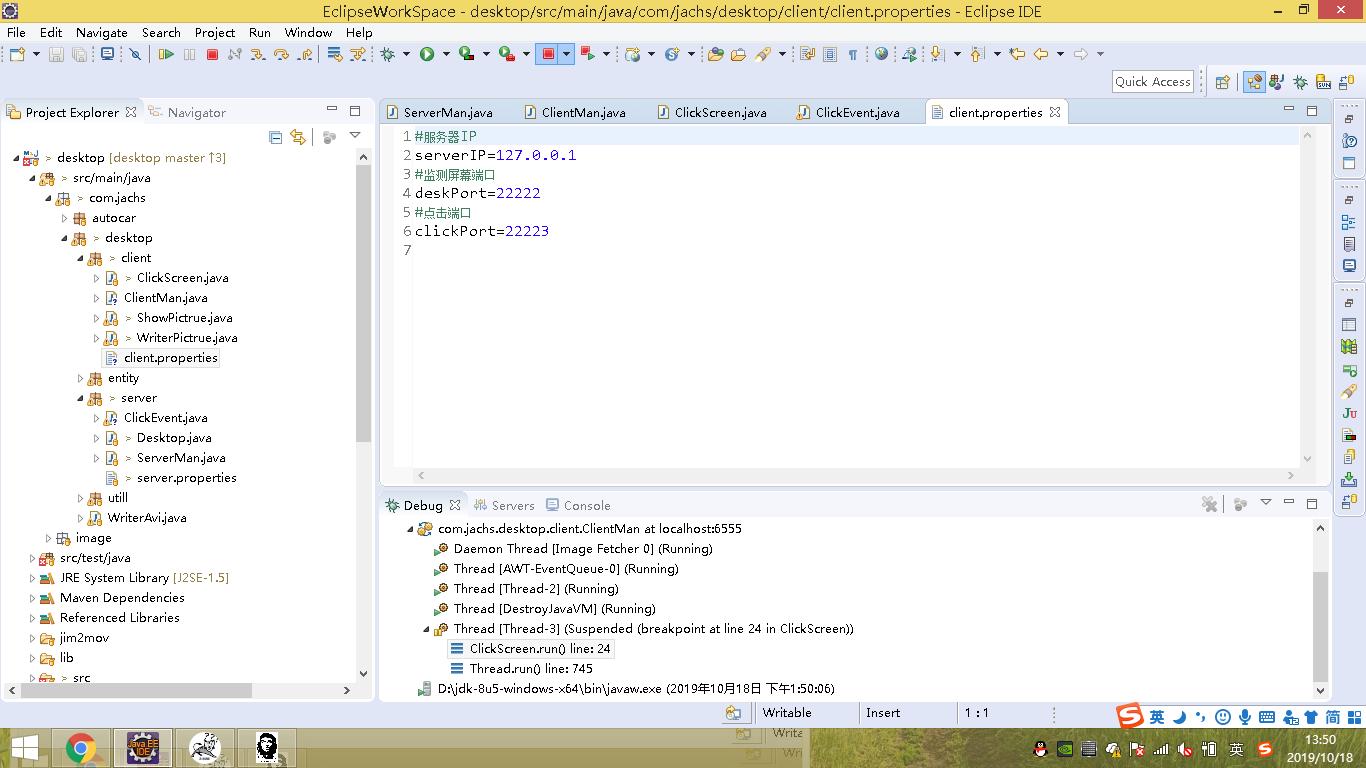 EclipseWorkSpace - desktop/src/main/java/com/jachs/desktop/client/client.properties - Eclipse IDE
File Edit Navigate Search Project Run Window Help
Quick Access
Project Explorer Navigator
> desktop [desktop master ↑3]
> src/main/java
> com.jachs
autocar
> desktop
> client
> ClickScreen.java
ClientMan.java
> ShowPictrue.java
> WriterPictrue.java
client.properties
entity
> server
ClickEvent.java
> Desktop.java
> ServerMan.java
> server.properties
utill
WriterAvi.java
image
src/test/java
JRE System Library [J2SE-1.5]
Maven Dependencies
Referenced Libraries
jim2mov
lib
> src
ServerMan.java ClientMan.java ClickScreen.java ClickEvent.java client.properties
1 #服务器IP
2 serverIP=127.0.0.1
3 #监测屏幕端口
4 deskPort=22222
5 #点击端口
6 clickPort=22223
7
Debug Servers Console
com.jachs.desktop.client.ClientMan at localhost:6555
Daemon Thread [Image Fetcher 0] (Running)
Thread [AWT-EventQueue-0] (Running)
Thread [Thread-2] (Running)
Thread [DestroyJavaVM] (Running)
Thread [Thread-3] (Suspended (breakpoint at line 24 in ClickScreen))
ClickScreen.run() line: 24
Thread.run() line: 745
D:\jdk-8u5-windows-x64\bin\javaw.exe (2019年10月18日 下午1:50:06)
Writable Insert 1 : 1
英 简
Java EE IDE
英
13:50
2019/10/18